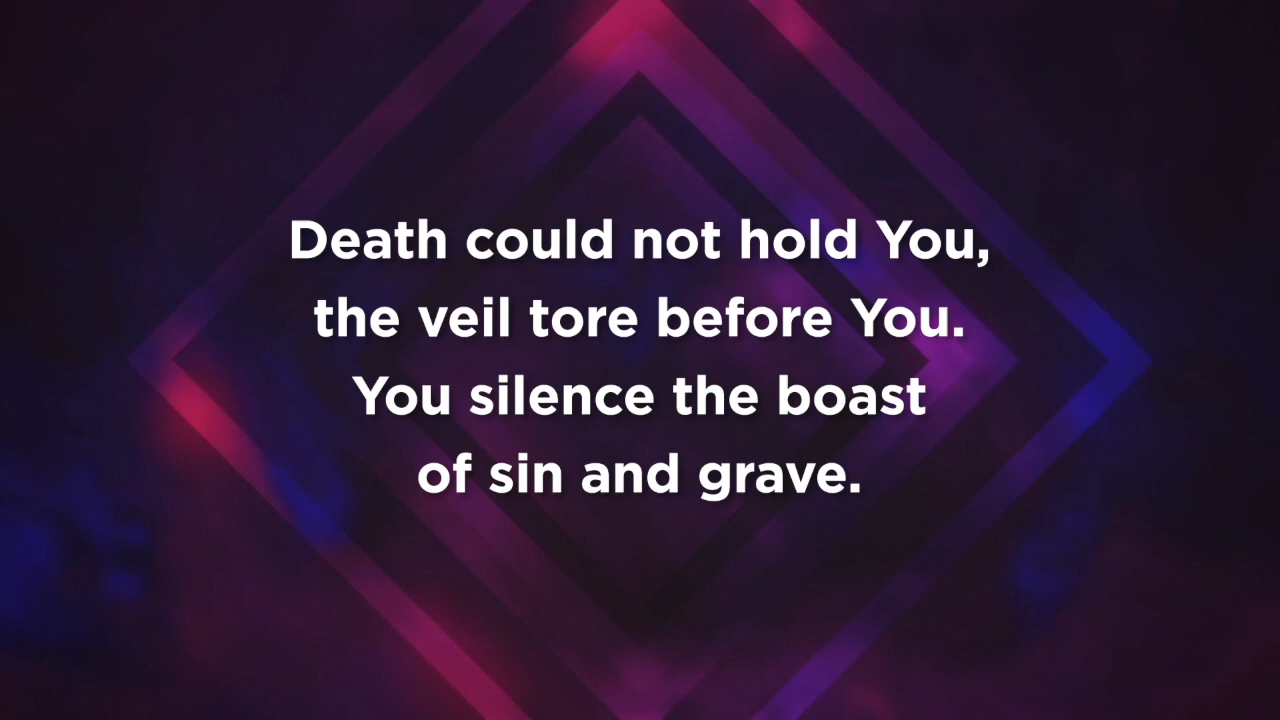 Death could not hold You,
the veil tore before You.
You silence the boast
of sin and grave.